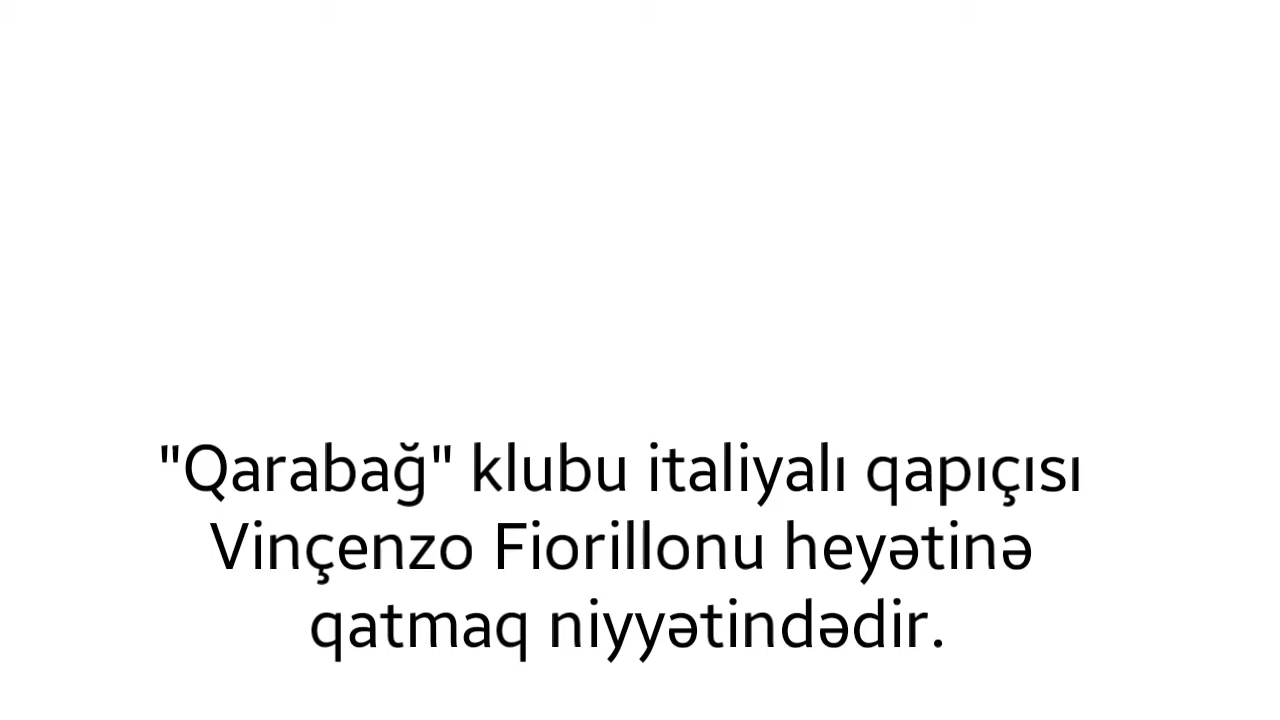 "Qarabağ" klubu italiyalı qapıçısı
Vinçenzo Fiorillonu heyətinə
qatmaq niyyətindədir.